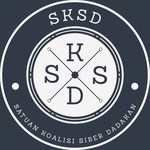 SKSD
K
S S
D
SATUAN KOALISI SIBER DADAKAN